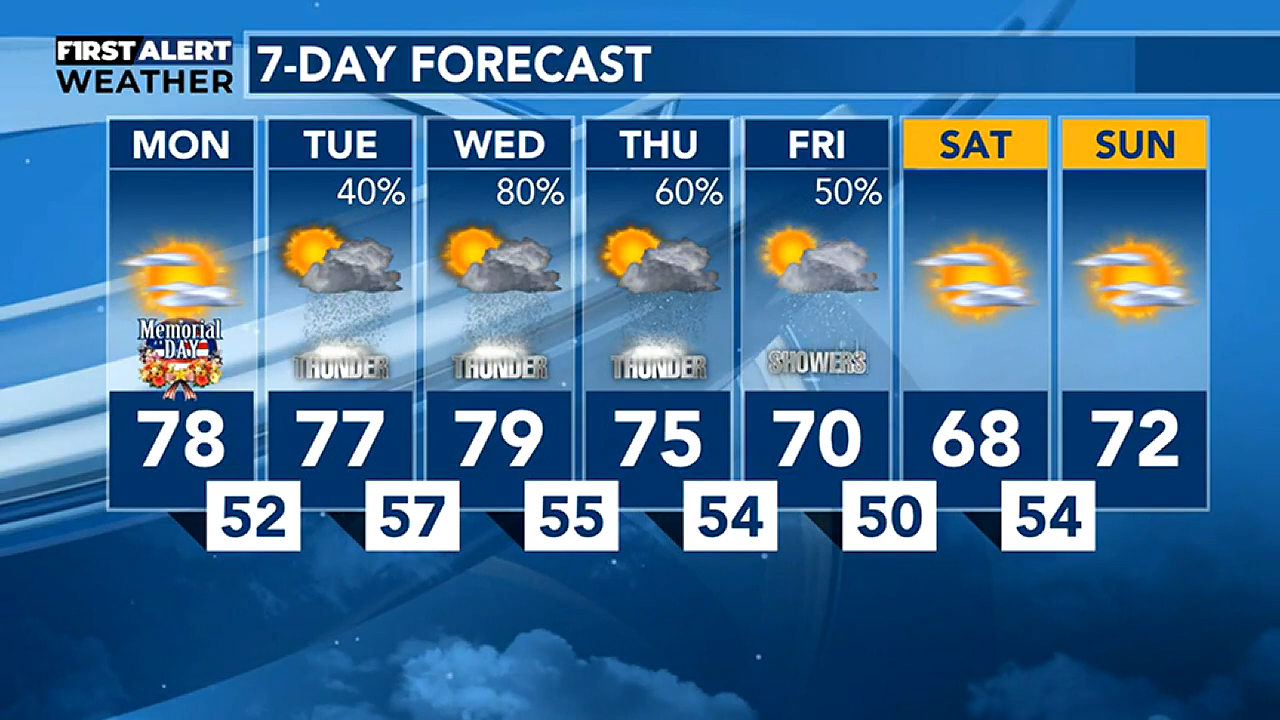 FIRST ALERT
WEATHER
7-DAY FORECAST
MON TUE WED THU FRI SAT SUN
40% 80% 60% 50%
Memorial
DAY
THUNDER THUNDER THUNDER SHOWERS
78 77 79 75 70 68 72
52 57 55 54 50 54